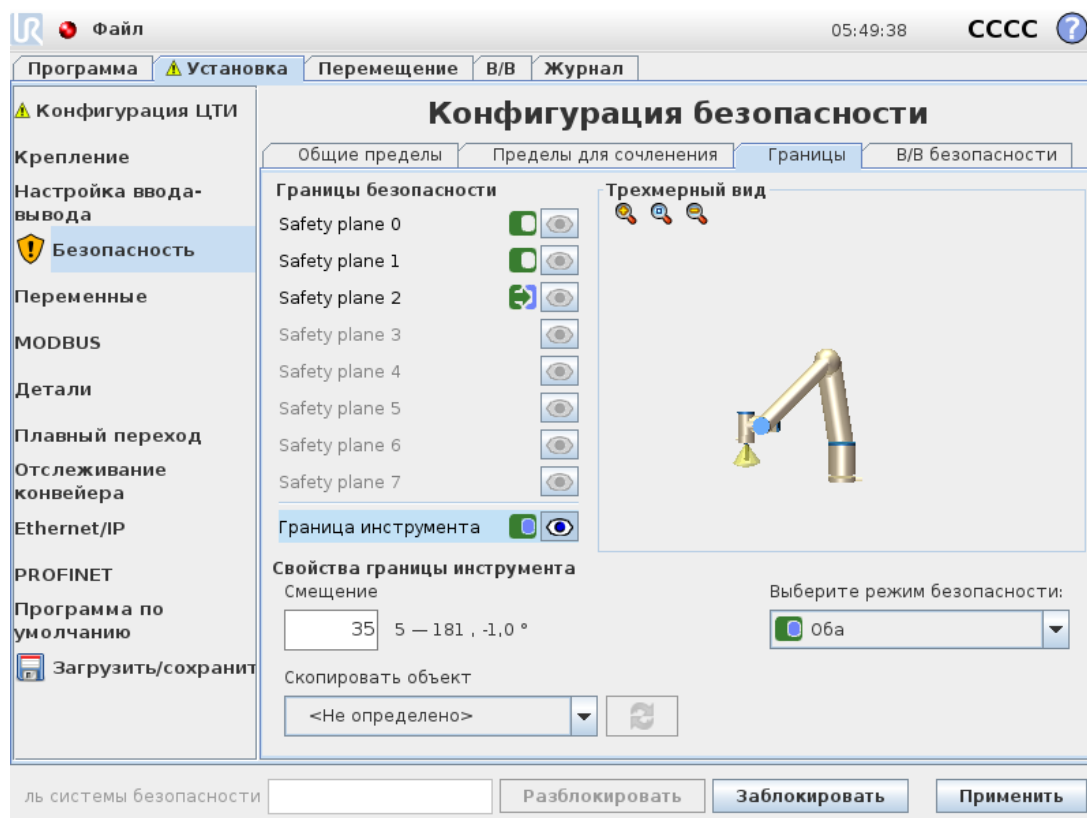 Файл
05:49:38
CCCC
?
Программа
Установка
Перемещение
В/В
Журнал
Конфигурация ЦТИ
Крепление
Настройка ввода-
вывода
Безопасность
Переменные
MODBUS
Детали
Плавный переход
Отслеживание
конвейера
Ethernet/IP
PROFINET
Программа по
умолчанию
Загрузить/сохранит
Конфигурация безопасности
Общие пределы
Пределы для сочленения
Границы
В/В безопасности
Границы безопасности
Safety plane 0
Safety plane 1
Safety plane 2
Safety plane 3
Safety plane 4
Safety plane 5
Safety plane 6
Safety plane 7
Граница инструмента
Трехмерный вид
Свойства границы инструмента
Смещение
35
5 — 181 , -1,0 °
Выберите режим безопасности:
Оба
Скопировать объект
<Не определено>
ль системы безопасности
Разблокировать
Заблокировать
Применить